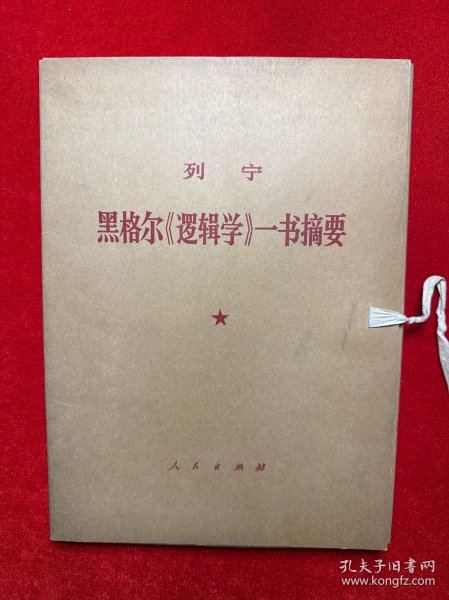 列 宁
黑格尔《逻辑学》一书摘要
人民出版社
孔夫子旧书网
www.kongfz.com